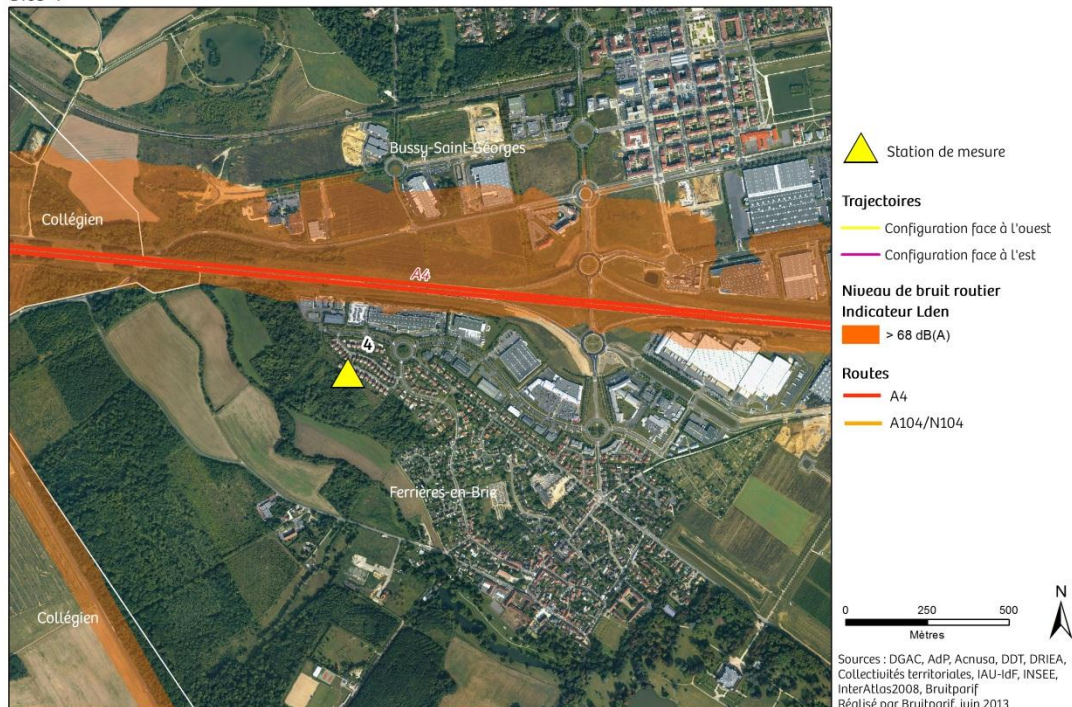 Bussy-Saint-Georges
Collégien
A4
4
Ferrières-en-Brie
Collégien
Station de mesure
Trajectoires
Configuration face à l'ouest
Configuration face à l'est
Niveau de bruit routier
Indicateur Lden
> 68 dB(A)
Routes
A4
A104/N104
N
0 250 500
Mètres
Sources : DGAC, AdP, Acnusa, DDT, DRIEA,
Collectivités territoriales, IAU-IdF, INSEE,
InterAtlas2008, Bruitparif
Réalisé par Bruitparif, juin 2013